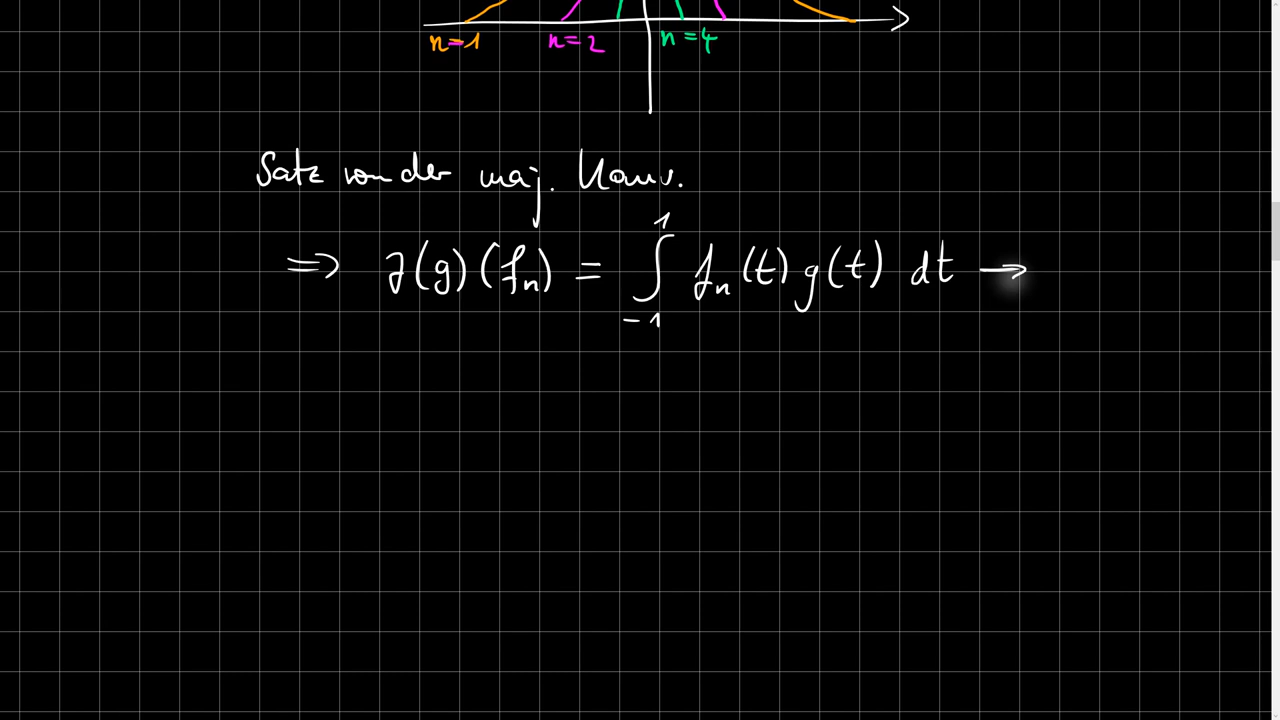 n=1 n=2 n=4
Satz von der maj. Konv.
=> J(g)(fₙ) = ∫₋₁¹ fₙ(t) g(t) dt →